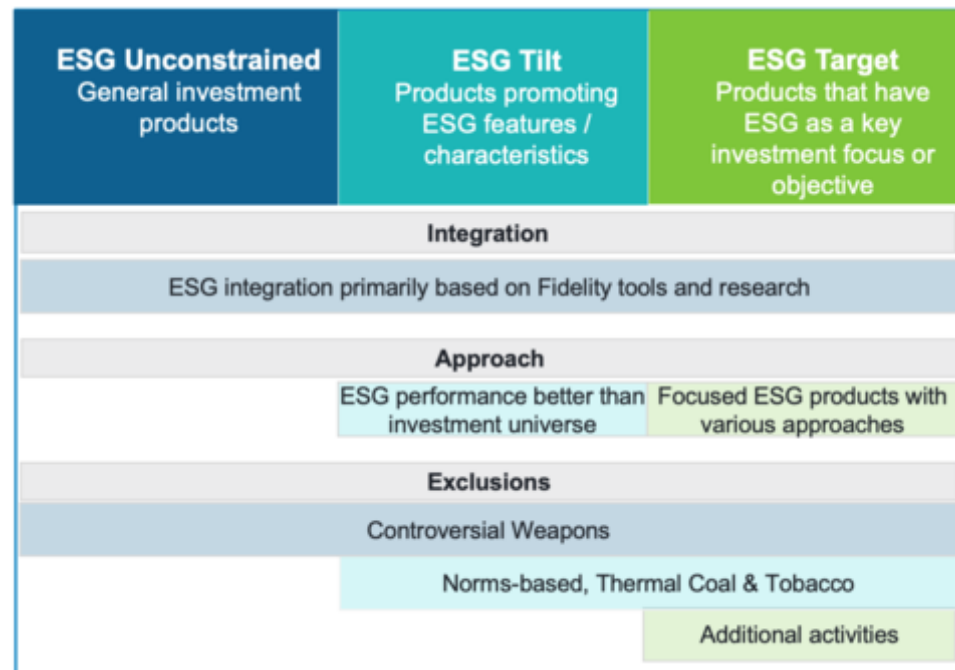 ESG Unconstrained
General investment
products
ESG Tilt
Products promoting
ESG features /
characteristics
ESG Target
Products that have
ESG as a key
investment focus or
objective
Integration
ESG integration primarily based on Fidelity tools and research
Approach
ESG performance better than
investment universe
Focused ESG products with
various approaches
Exclusions
Controversial Weapons
Norms-based, Thermal Coal & Tobacco
Additional activities